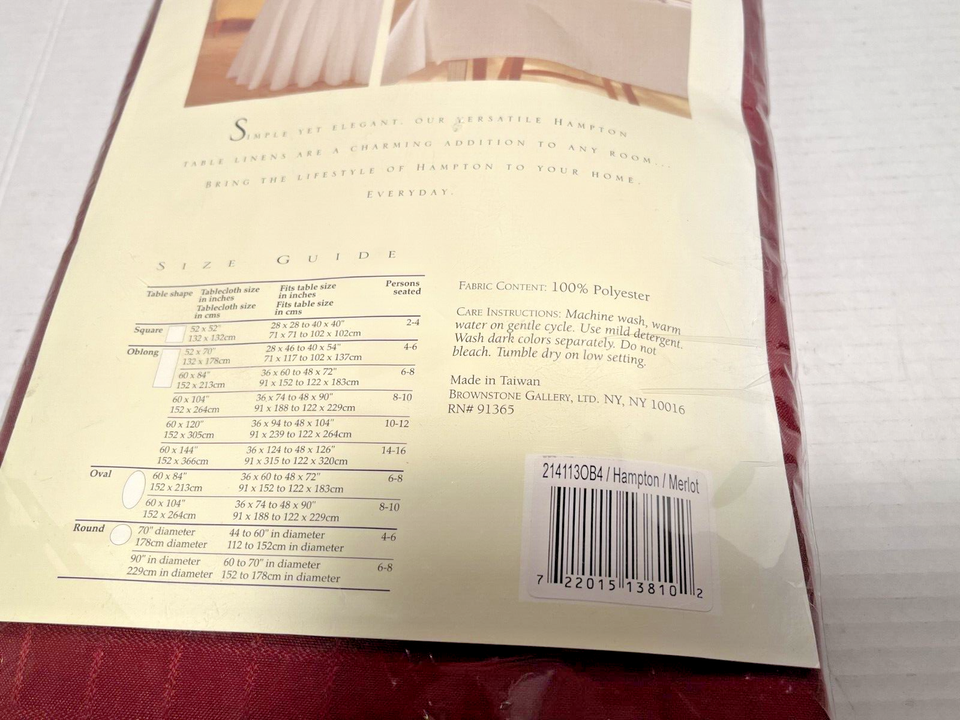 SIMPLE YET ELEGANT. OUR VERSATILE HAMPTON
TABLE LINENS ARE A CHARMING ADDITION TO ANY ROOM...
BRING THE LIFESTYLE OF HAMPTON TO YOUR HOME.
EVERYDAY.
SIZE GUIDE
Table shape Tablecloth size in inches Tablecloth size in cms Fits table size in inches Fits table size in cms Persons seated
Square 52 x 52" 28 x 28 to 40 x 40" 2-4
132 x 132cm 71 x 71 to 102 x 102cm
Oblong 52 x 70" 28 x 46 to 40 x 54" 4-6
132 x 178cm 71 x 117 to 102 x 137cm
60 x 84" 36 x 60 to 48 x 72" 6-8
152 x 213cm 91 x 152 to 122 x 183cm
60 x 104" 36 x 74 to 48 x 90" 8-10
152 x 264cm 91 x 188 to 122 x 229cm
60 x 120" 36 x 94 to 48 x 104" 10-12
152 x 305cm 91 x 239 to 122 x 264cm
60 x 144" 36 x 124 to 48 x 126" 14-16
152 x 366cm 91 x 315 to 122 x 320cm
Oval 60 x 84" 36 x 60 to 48 x 72" 6-8
152 x 213cm 91 x 152 to 122 x 183cm
60 x 104" 36 x 74 to 48 x 90" 8-10
152 x 264cm 91 x 188 to 122 x 229cm
Round 70" diameter 44 to 60" in diameter 4-6
178cm diameter 112 to 152cm in diameter
90" in diameter 60 to 70" in diameter 6-8
229cm in diameter 152 to 178cm in diameter
FABRIC CONTENT: 100% Polyester
CARE INSTRUCTIONS: Machine wash, warm
water on gentle cycle. Use mild detergent.
Wash dark colors separately. Do not
bleach. Tumble dry on low setting.
Made in Taiwan
BROWNSTONE GALLERY, LTD. NY, NY 10016
RN# 91365
214113OB4 / Hampton / Merlot
7 22015 13810 2